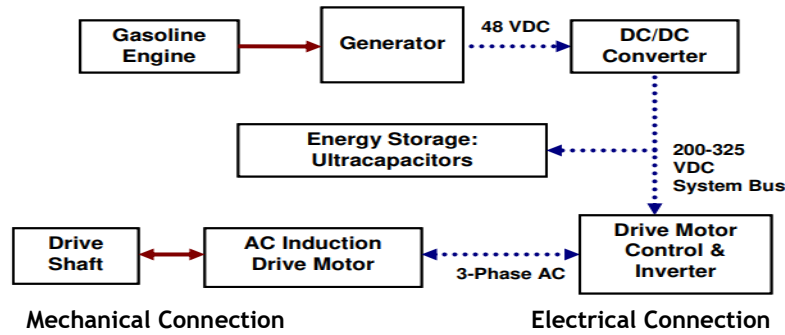 Gasoline
Engine
Generator
48 VDC
DC/DC
Converter
Energy Storage:
Ultracapacitors
200-325
VDC
System Bus
Drive
Shaft
AC Induction
Drive Motor
3-Phase AC
Drive Motor
Control &
Inverter
Mechanical Connection
Electrical Connection